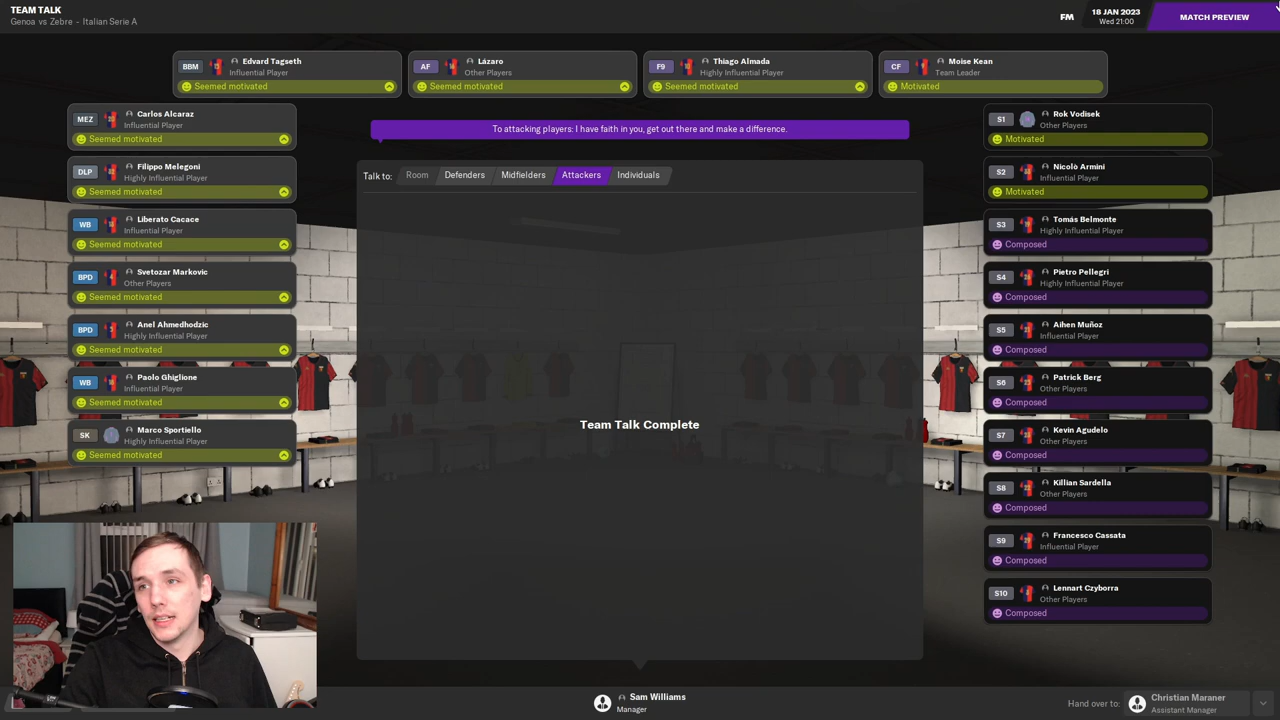 TEAM TALK
Genoa vs Zebre - Italian Serie A
FM
18 JAN 2023
Wed 21:00
MATCH PREVIEW
BBM
Edvard Tagseth
Influential Player
Seemed motivated
AF
Lázaro
Other Players
Seemed motivated
F9
Thiago Almada
Highly Influential Player
Seemed motivated
CF
Moise Kean
Team Leader
Motivated
MEZ
Carlos Alcaraz
Influential Player
Seemed motivated
DLP
Filippo Melegoni
Highly Influential Player
Seemed motivated
WB
Liberato Cacace
Influential Player
Seemed motivated
BPD
Svetozar Markovic
Other Players
Seemed motivated
BPD
Anel Ahmedhodzic
Highly Influential Player
Seemed motivated
WB
Paolo Ghiglione
Influential Player
Seemed motivated
SK
Marco Sportiello
Highly Influential Player
Seemed motivated
To attacking players: I have faith in you, get out there and make a difference.
Talk to: Room Defenders Midfielders Attackers Individuals
Team Talk Complete
S1
Rok Vodisek
Other Players
Motivated
S2
Nicolò Armini
Influential Player
Motivated
S3
Tomás Belmonte
Highly Influential Player
Composed
S4
Pietro Pellegri
Highly Influential Player
Composed
S5
Aihen Muñoz
Influential Player
Composed
S6
Patrick Berg
Other Players
Composed
S7
Kevin Agudelo
Other Players
Composed
S8
Killian Sardella
Other Players
Composed
S9
Francesco Cassata
Influential Player
Composed
S10
Lennart Czyborra
Other Players
Composed
Sam Williams
Manager
Hand over to:
Christian Maraner
Assistant Manager